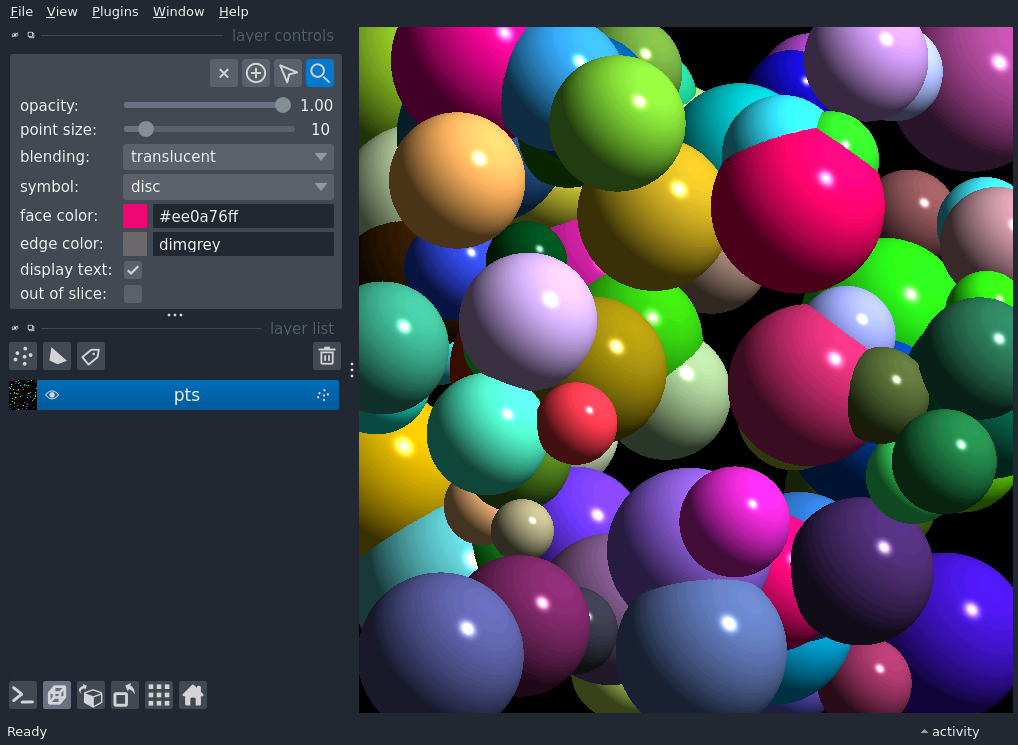 File View Plugins Window Help
layer controls
opacity: 1.00
point size: 10
blending: translucent
symbol: disc
face color: #ee0a76ff
edge color: dimgrey
display text:
out of slice:
layer list
pts
Ready
activity